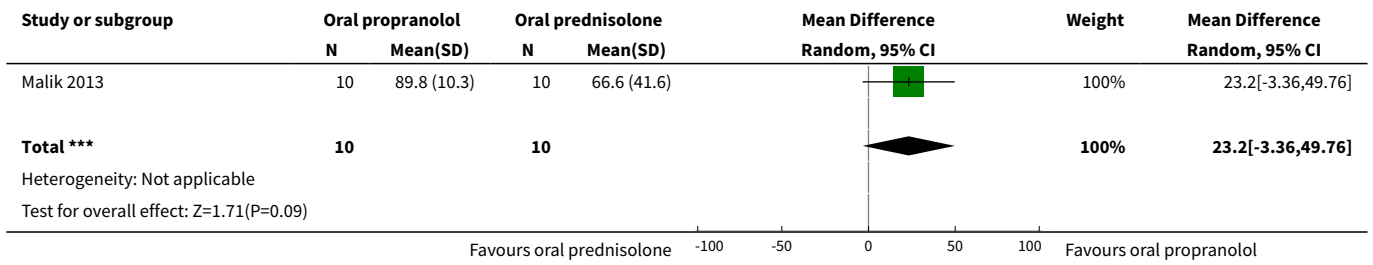 Study or subgroup Oral propranolol Oral prednisolone Mean Difference Weight Mean Difference
N Mean(SD) N Mean(SD) Random, 95% CI Random, 95% CI
Malik 2013 10 89.8 (10.3) 10 66.6 (41.6) 100% 23.2[-3.36,49.76]
Total *** 10 10 100% 23.2[-3.36,49.76]
Heterogeneity: Not applicable
Test for overall effect: Z=1.71(P=0.09)
Favours oral prednisolone -100 -50 0 50 100 Favours oral propranolol